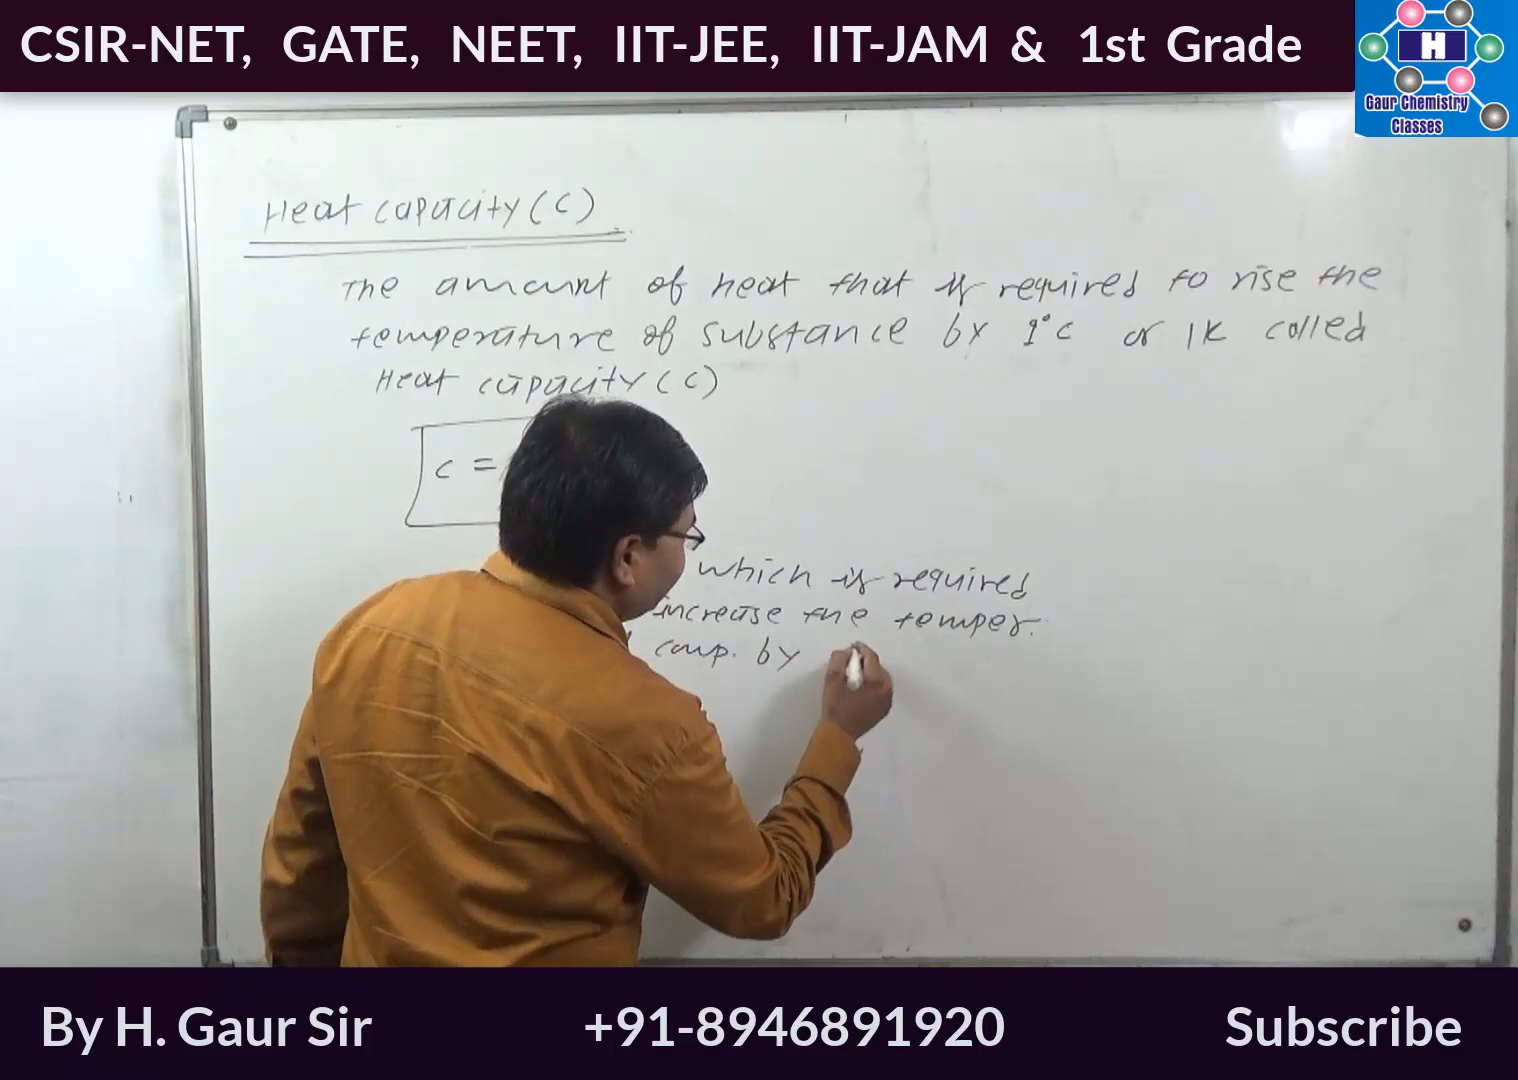 CSIR-NET, GATE, NEET, IIT-JEE, IIT-JAM & 1st Grade
H
Gaur Chemistry
Classes
Heat capacity (C)
The amount of heat that is required to rise the
temperature of substance by 1°C or 1K called
Heat capacity (C)
C =
which is required
increase the temper.
comp. by
By H. Gaur Sir
+91-8946891920
Subscribe